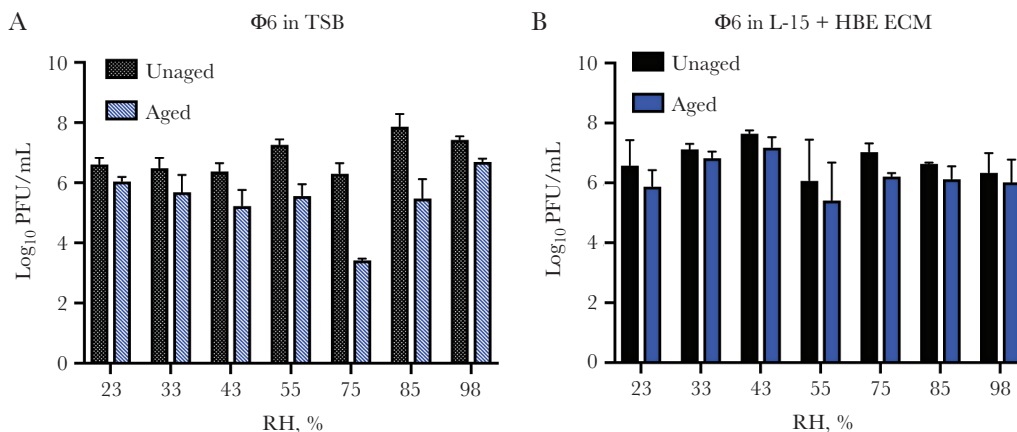 A
Φ6 in TSB
10
8
6
4
2
0
Log10 PFU/mL
Unaged
Aged
23 33 43 55 75 85 98
RH, %
B
Φ6 in L-15 + HBE ECM
10
8
6
4
2
0
Log10 PFU/mL
Unaged
Aged
23 33 43 55 75 85 98
RH, %